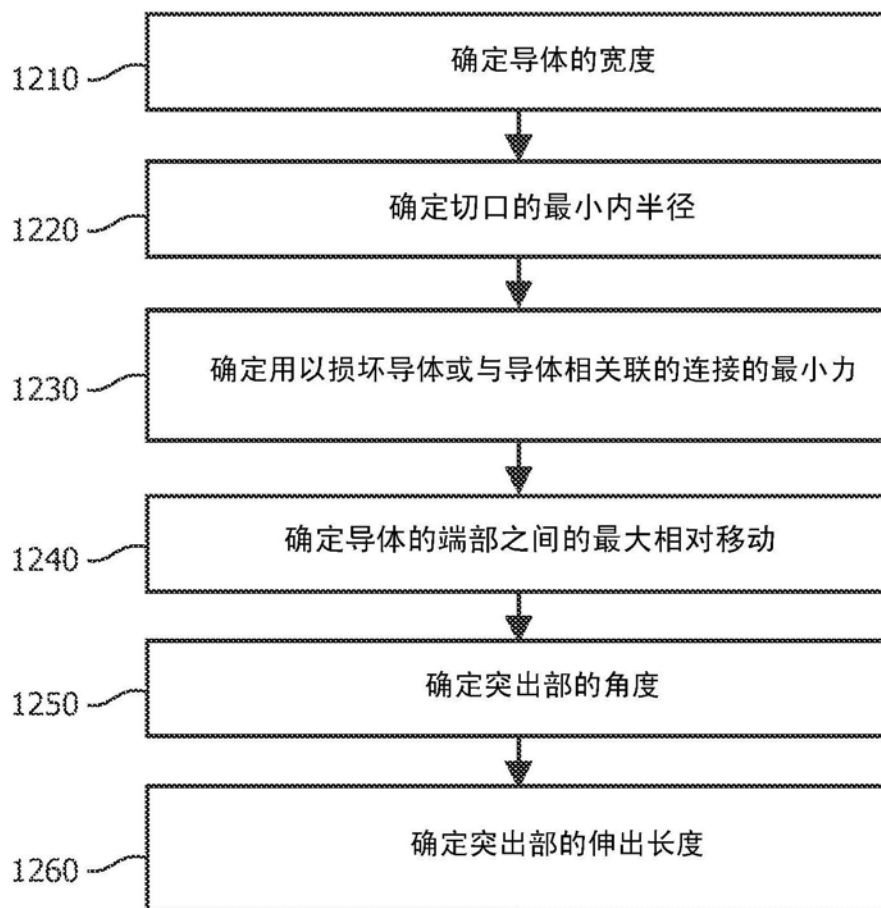 确定导体的宽度
1210
确定切口的最小内半径
1220
确定用以损坏导体或与导体相关联的连接的最小力
1230
确定导体的端部之间的最大相对移动
1240
确定突出部的角度
1250
确定突出部的伸出长度
1260